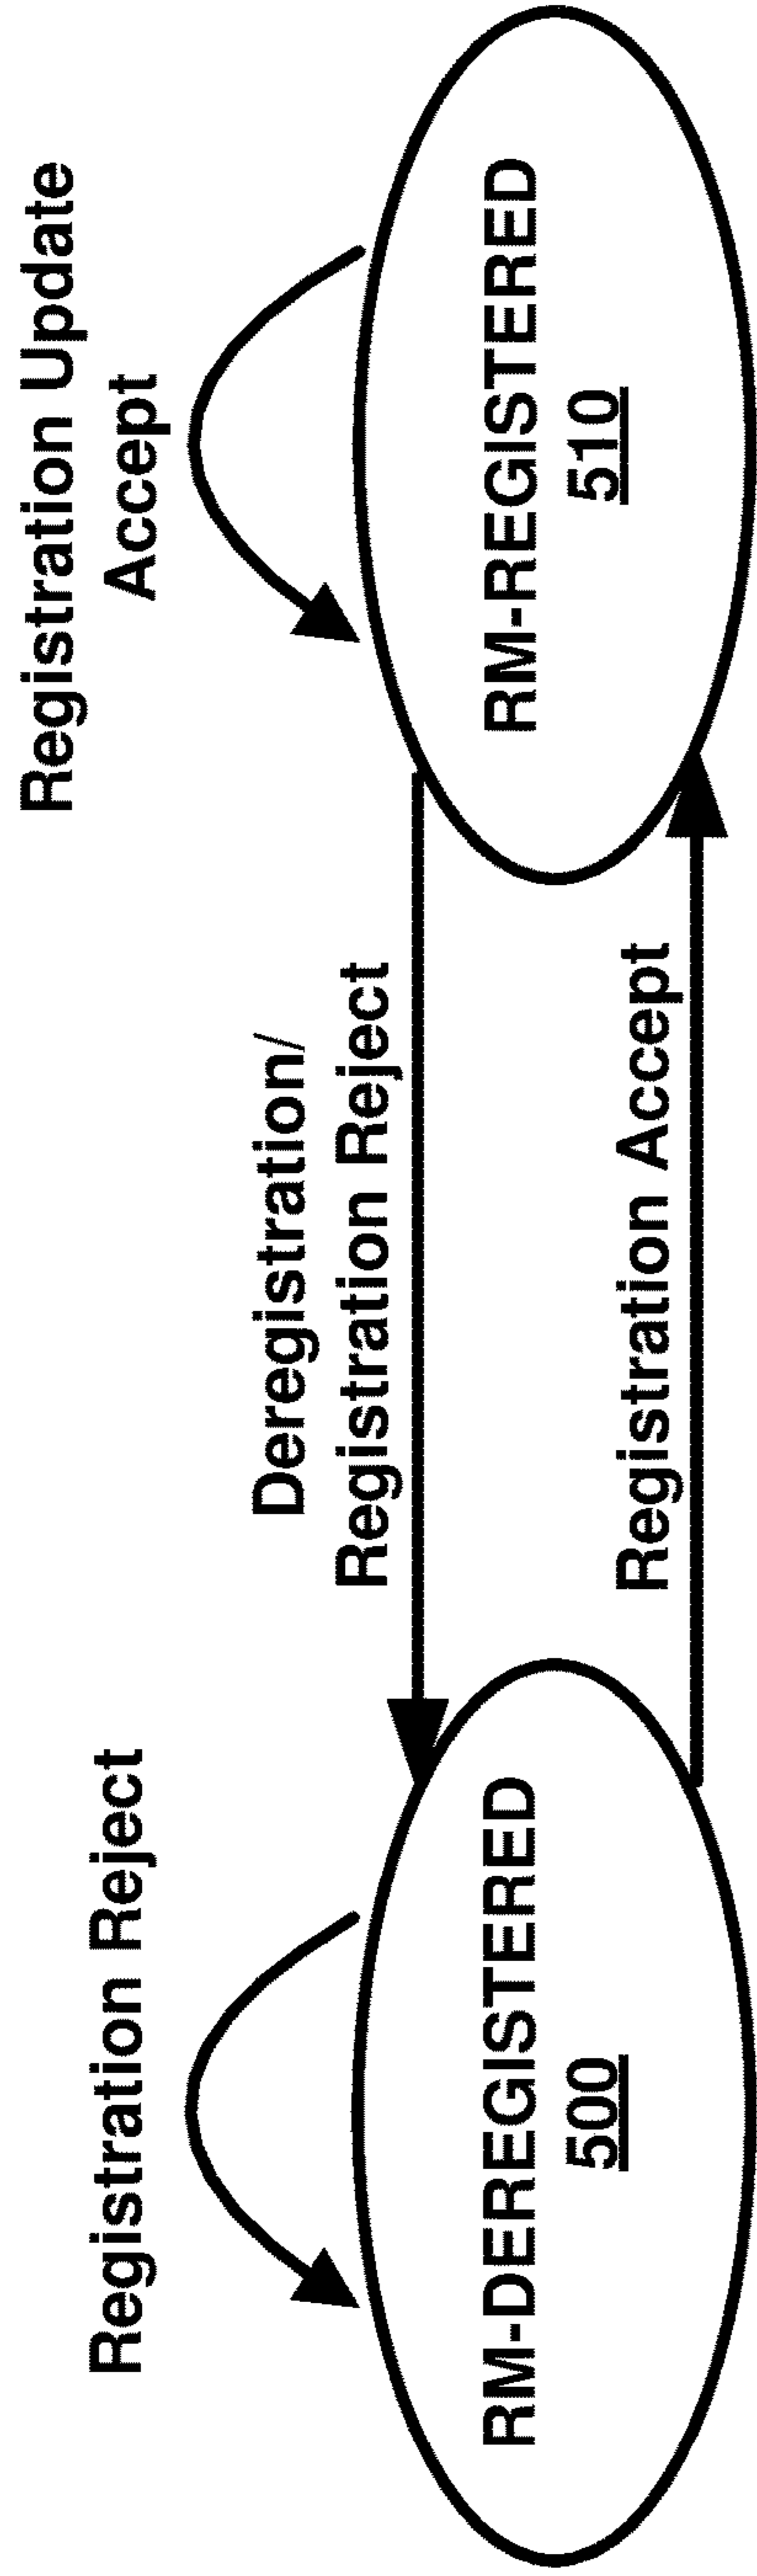 Registration Reject
RM-DEREGISTERED
500
Deregistration/
Registration Reject
Registration Accept
Registration Update
Accept
RM-REGISTERED
510